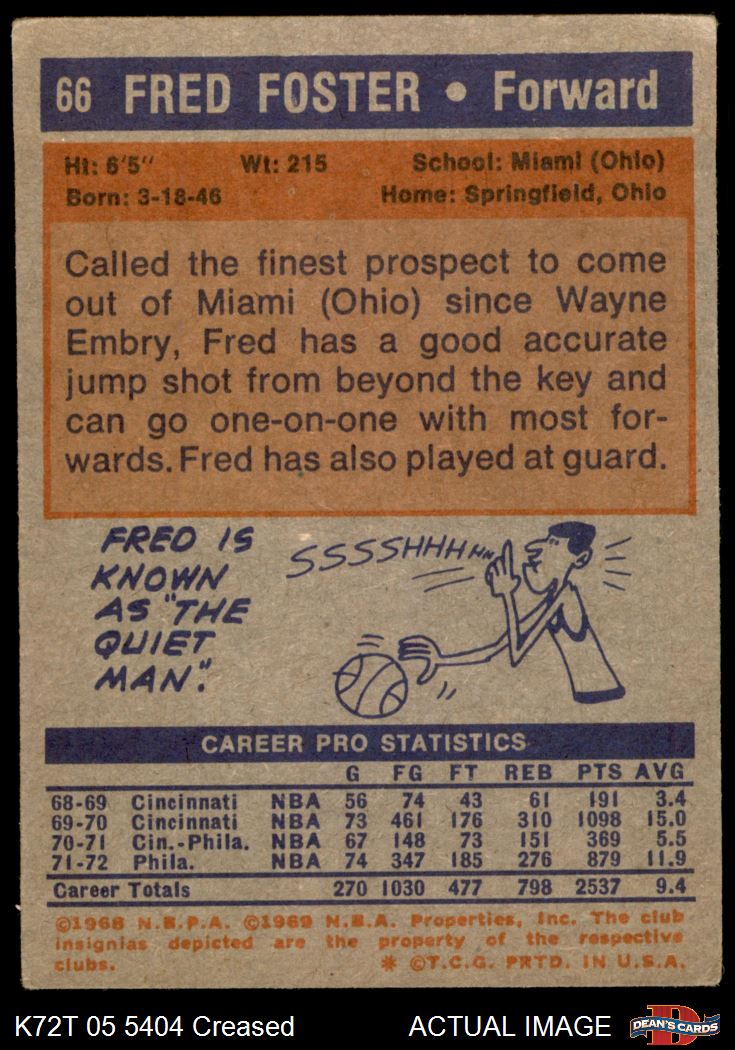 66 FRED FOSTER • Forward
Ht: 6'5" Wt: 215 School: Miami (Ohio)
Born: 3-18-46 Home: Springfield, Ohio
Called the finest prospect to come
out of Miami (Ohio) since Wayne
Embry, Fred has a good accurate
jump shot from beyond the key and
can go one-on-one with most for-
wards. Fred has also played at guard.
FRED IS
KNOWN
AS "THE
QUIET
MAN".
SSSSHHHHHH
CAREER PRO STATISTICS
G FG FT REB PTS AVG
68-69 Cincinnati NBA 56 74 43 61 191 3.4
69-70 Cincinnati NBA 73 461 176 310 1098 15.0
70-71 Cin.-Phila. NBA 67 148 73 151 369 5.5
71-72 Phila. NBA 74 347 185 276 879 11.9
Career Totals 270 1030 477 798 2537 9.4
©1968 N.B.P.A. ©1969 N.B.A. Properties, Inc. The club
insignias depicted are the property of the respective
clubs. * ©T.C.G. PRTD. IN U.S.A.
K72T 05 5404 Creased ACTUAL IMAGE
DEAN'S CARDS